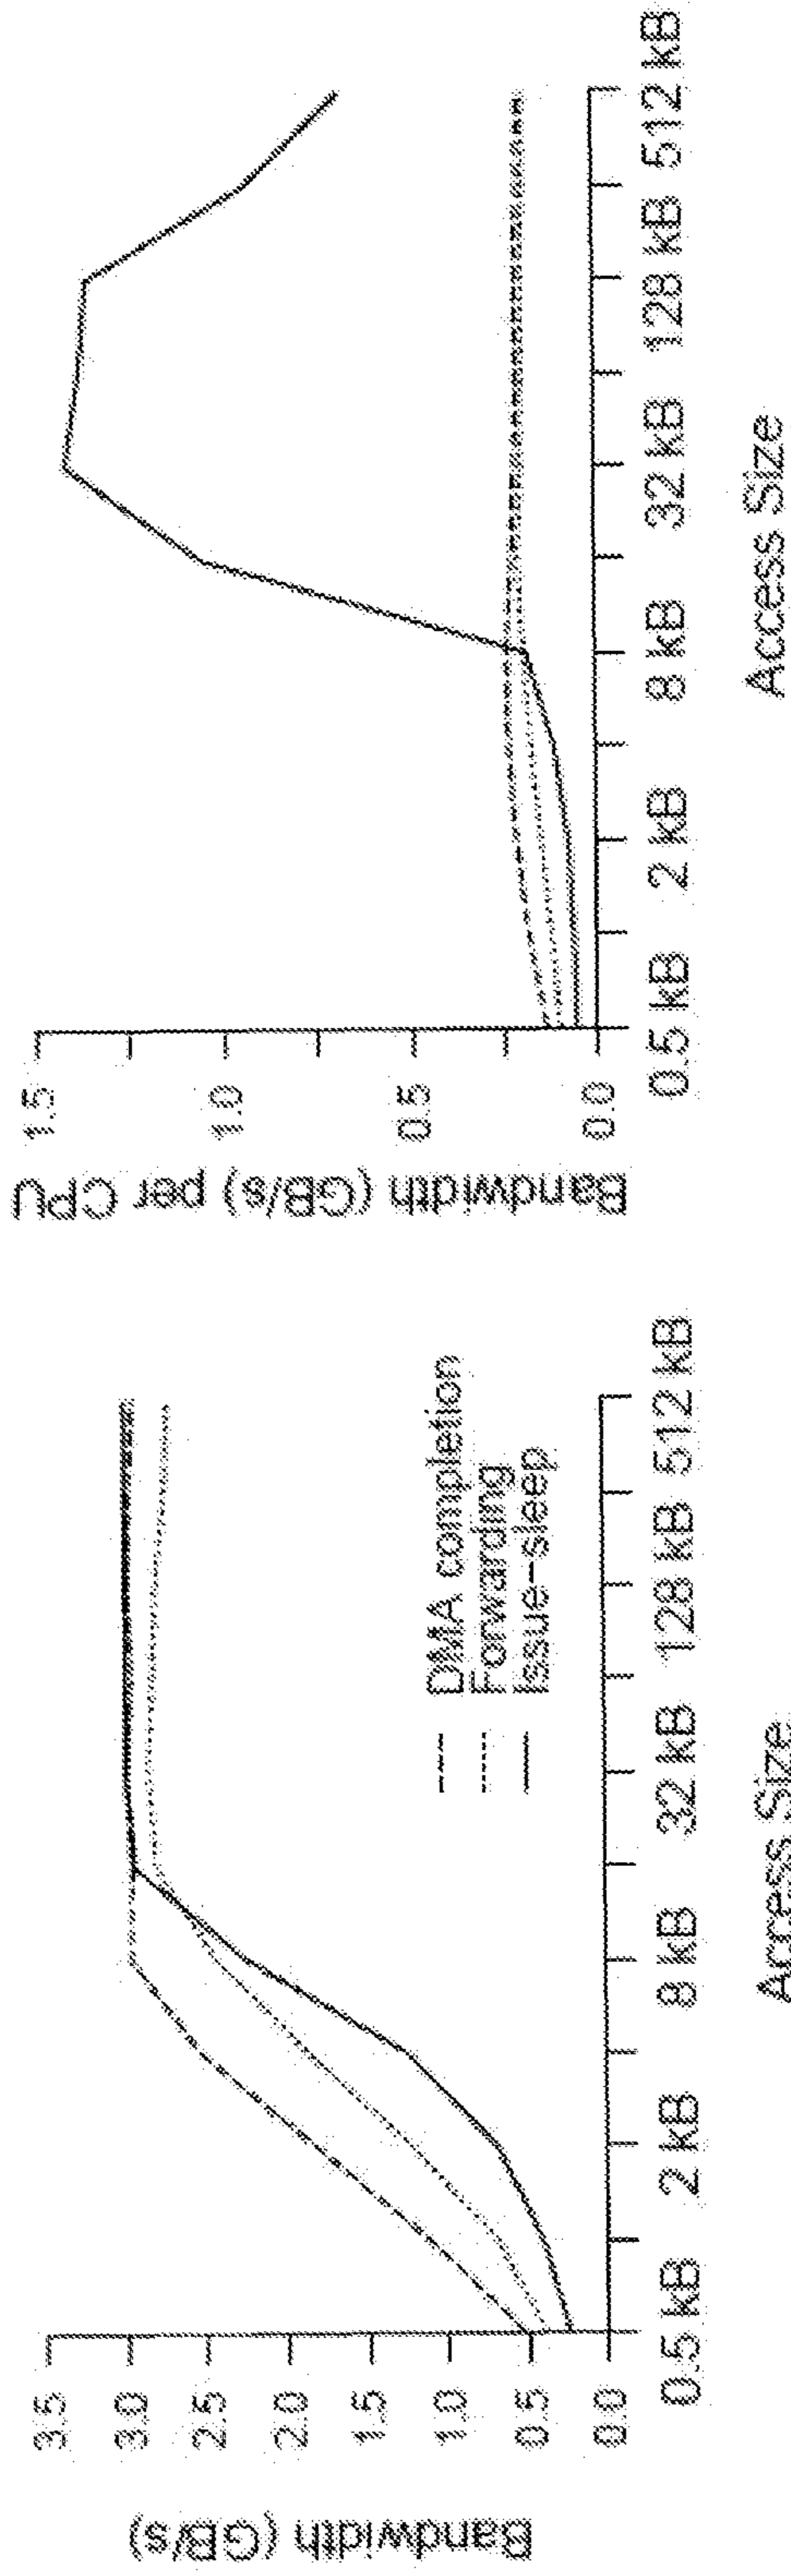 Bandwidth (GB/s)
3.5
3.0
2.5
2.0
1.5
1.0
0.5
0.0
0.5 kB 2 kB 8 kB 32 kB 128 kB 512 kB
Access Size
DMA completion
Forwarding
Issue-sleep
Bandwidth (GB/s) per CPU
1.5
1.0
0.5
0.0
0.5 kB 2 kB 8 kB 32 kB 128 kB 512 kB
Access Size